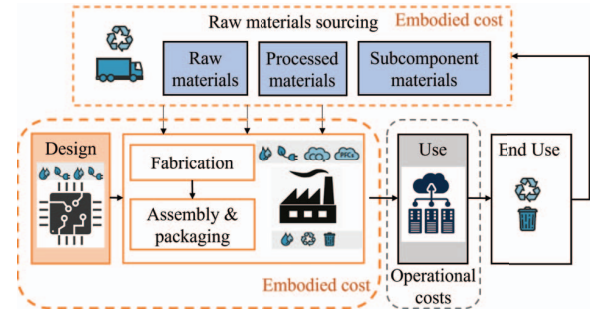 Raw materials sourcing
Embodied cost
Raw
materials
Processed
materials
Subcomponent
materials
Design
Fabrication
Assembly &
packaging
CO₂
PFCs
Use
End Use
Embodied cost
Operational
costs